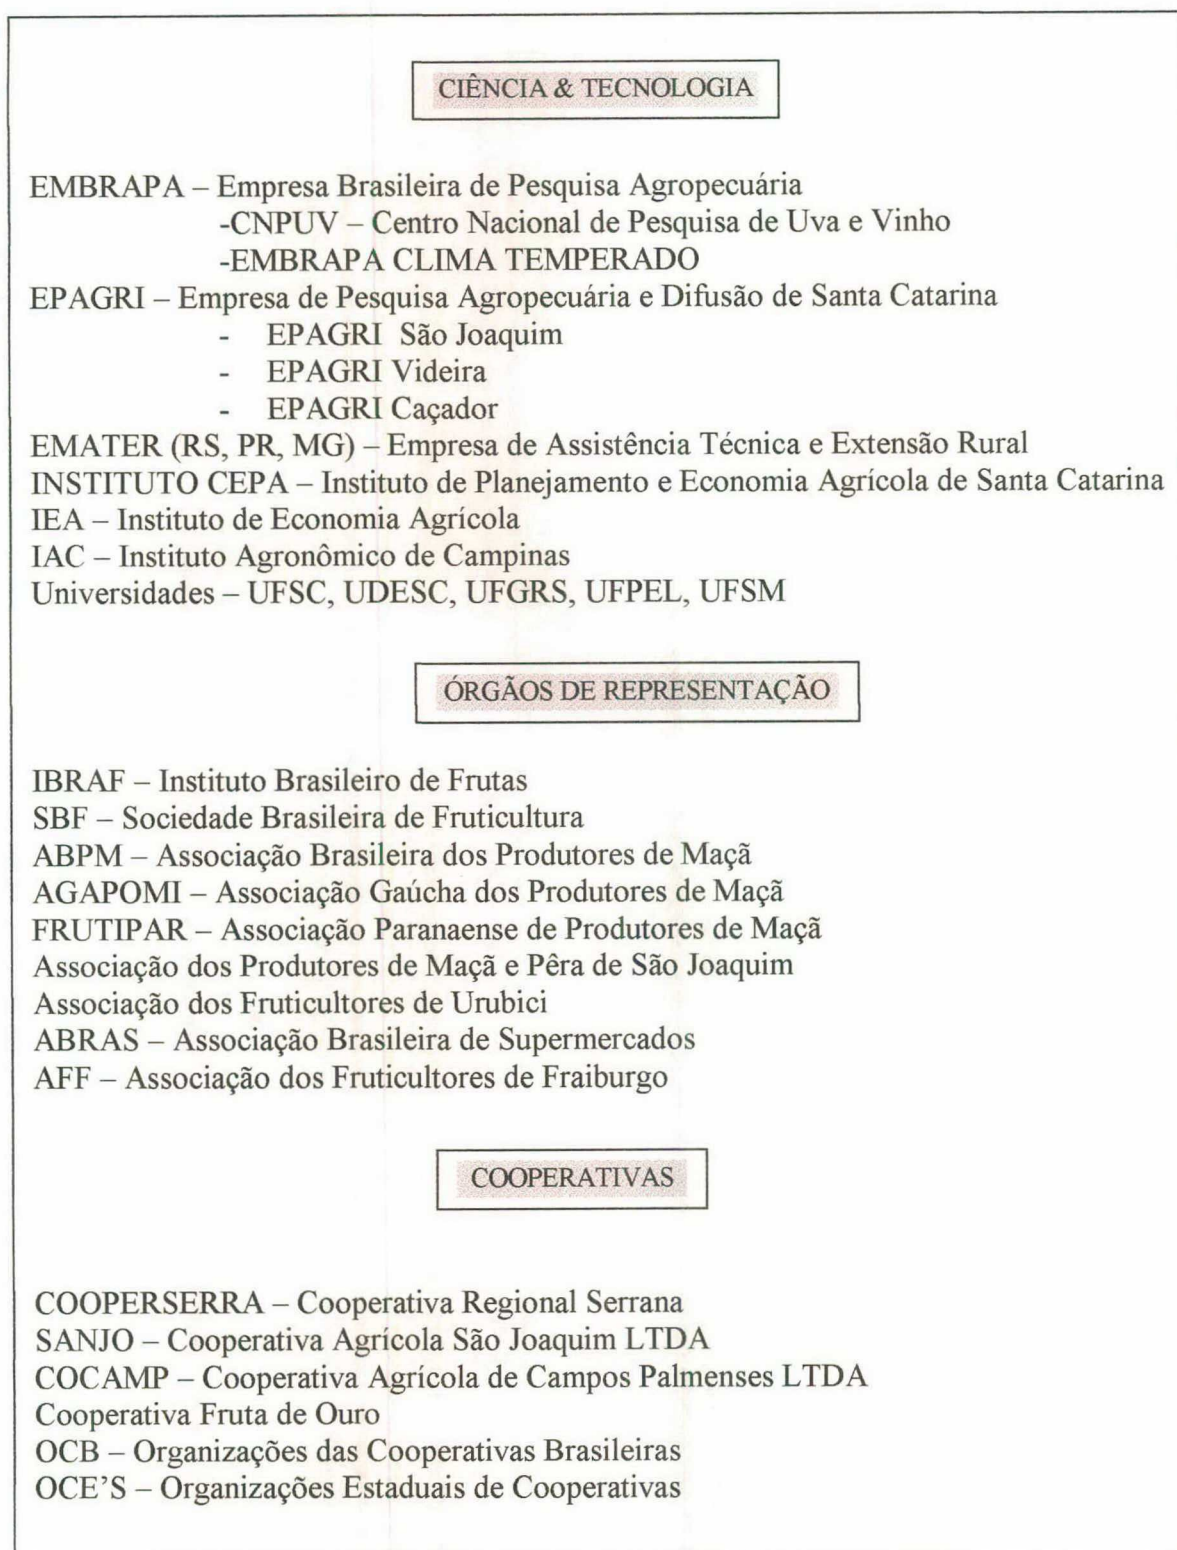 CIÊNCIA & TECNOLOGIA
EMBRAPA – Empresa Brasileira de Pesquisa Agropecuária
-CNPUV – Centro Nacional de Pesquisa de Uva e Vinho
-EMBRAPA CLIMA TEMPERADO
EPAGRI – Empresa de Pesquisa Agropecuária e Difusão de Santa Catarina
- EPAGRI São Joaquim
- EPAGRI Videira
- EPAGRI Caçador
EMATER (RS, PR, MG) – Empresa de Assistência Técnica e Extensão Rural
INSTITUTO CEPA – Instituto de Planejamento e Economia Agrícola de Santa Catarina
IEA – Instituto de Economia Agrícola
IAC – Instituto Agronômico de Campinas
Universidades – UFSC, UDESC, UFGRS, UFPEL, UFSM
ÓRGÃOS DE REPRESENTAÇÃO
IBRAF – Instituto Brasileiro de Frutas
SBF – Sociedade Brasileira de Fruticultura
ABPM – Associação Brasileira dos Produtores de Maçã
AGAPOMI – Associação Gaúcha dos Produtores de Maçã
FRUTIPAR – Associação Paranaense de Produtores de Maçã
Associação dos Produtores de Maçã e Pêra de São Joaquim
Associação dos Fruticultores de Urubici
ABRAS – Associação Brasileira de Supermercados
AFF – Associação dos Fruticultores de Fraiburgo
COOPERATIVAS
COOPERSERRA – Cooperativa Regional Serrana
SANJO – Cooperativa Agrícola São Joaquim LTDA
COCAMP – Cooperativa Agrícola de Campos Palmenses LTDA
Cooperativa Fruta de Ouro
OCB – Organizações das Cooperativas Brasileiras
OCE'S – Organizações Estaduais de Cooperativas